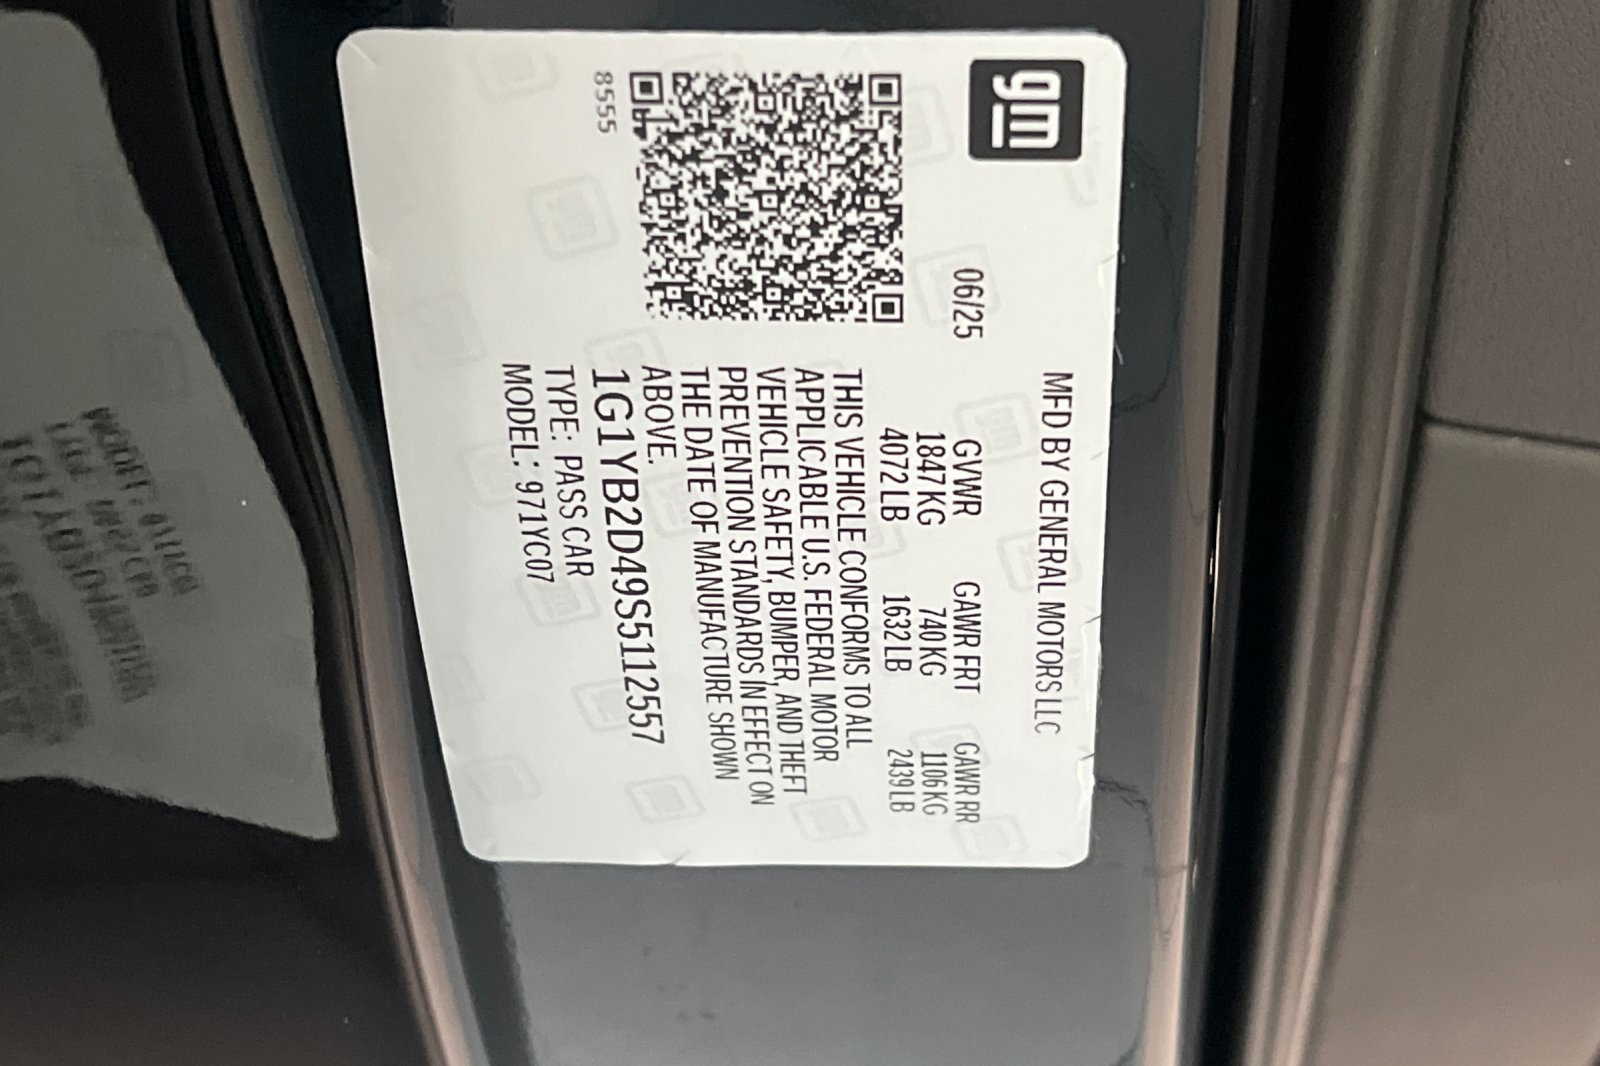 gm
MFD BY GENERAL MOTORS LLC
06/25 GVWR GAWR FRT GAWR RR
1847KG 740KG 1106KG
4072LB 1632LB 2439LB
THIS VEHICLE CONFORMS TO ALL
APPLICABLE U.S. FEDERAL MOTOR
VEHICLE SAFETY, BUMPER, AND THEFT
PREVENTION STANDARDS IN EFFECT ON
THE DATE OF MANUFACTURE SHOWN
ABOVE.
1G1YB2D49S5112557
TYPE: PASS CAR
MODEL: 971YC07
8555